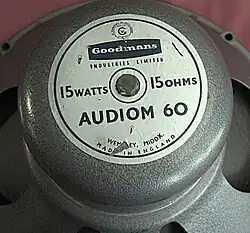 Goodmans
INDUSTRIES LIMITED
15 WATTS 15 OHMS
AUDIOM 60
WEMBLEY, MIDDX.
MADE IN ENGLAND